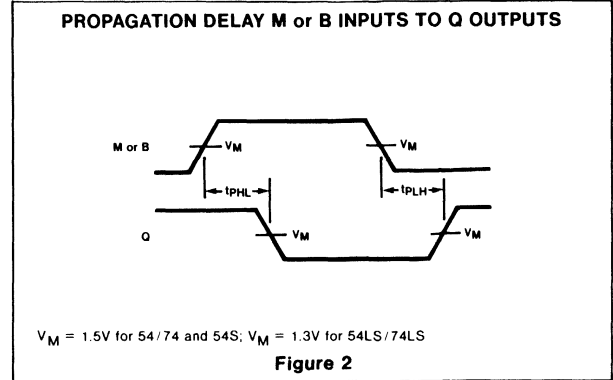 PROPAGATION DELAY M or B INPUTS TO Q OUTPUTS
M or B
VM
VM
tPHL
tPLH
Q
VM
VM
VM = 1.5V for 54/74 and 54S; VM = 1.3V for 54LS/74LS
Figure 2